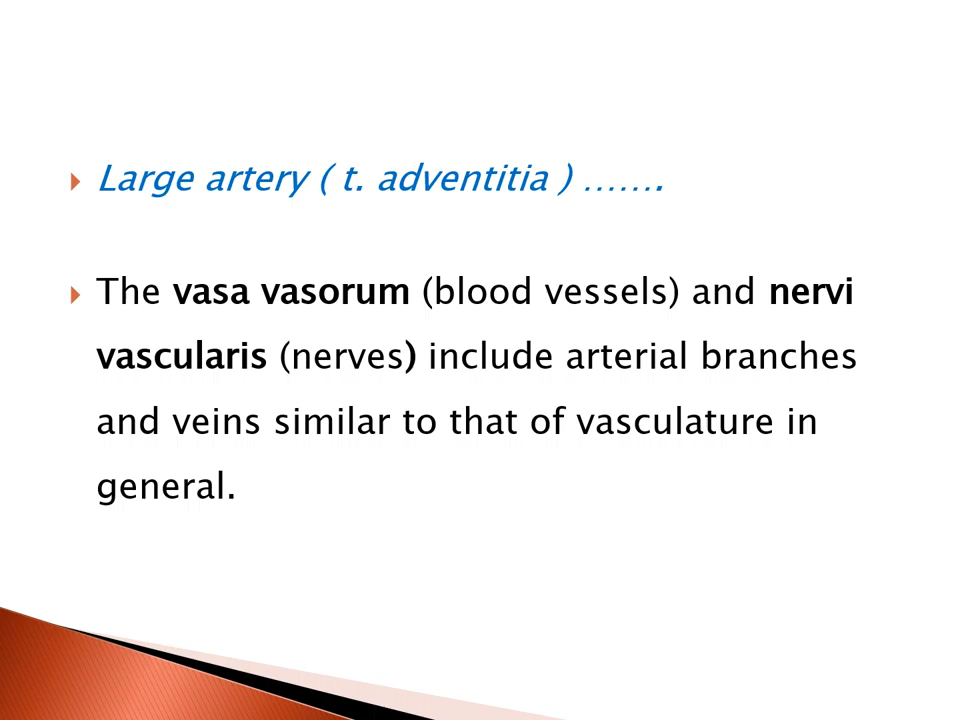 Large artery ( t. adventitia ) …….
The vasa vasorum (blood vessels) and nervi
vascularis (nerves) include arterial branches
and veins similar to that of vasculature in
general.